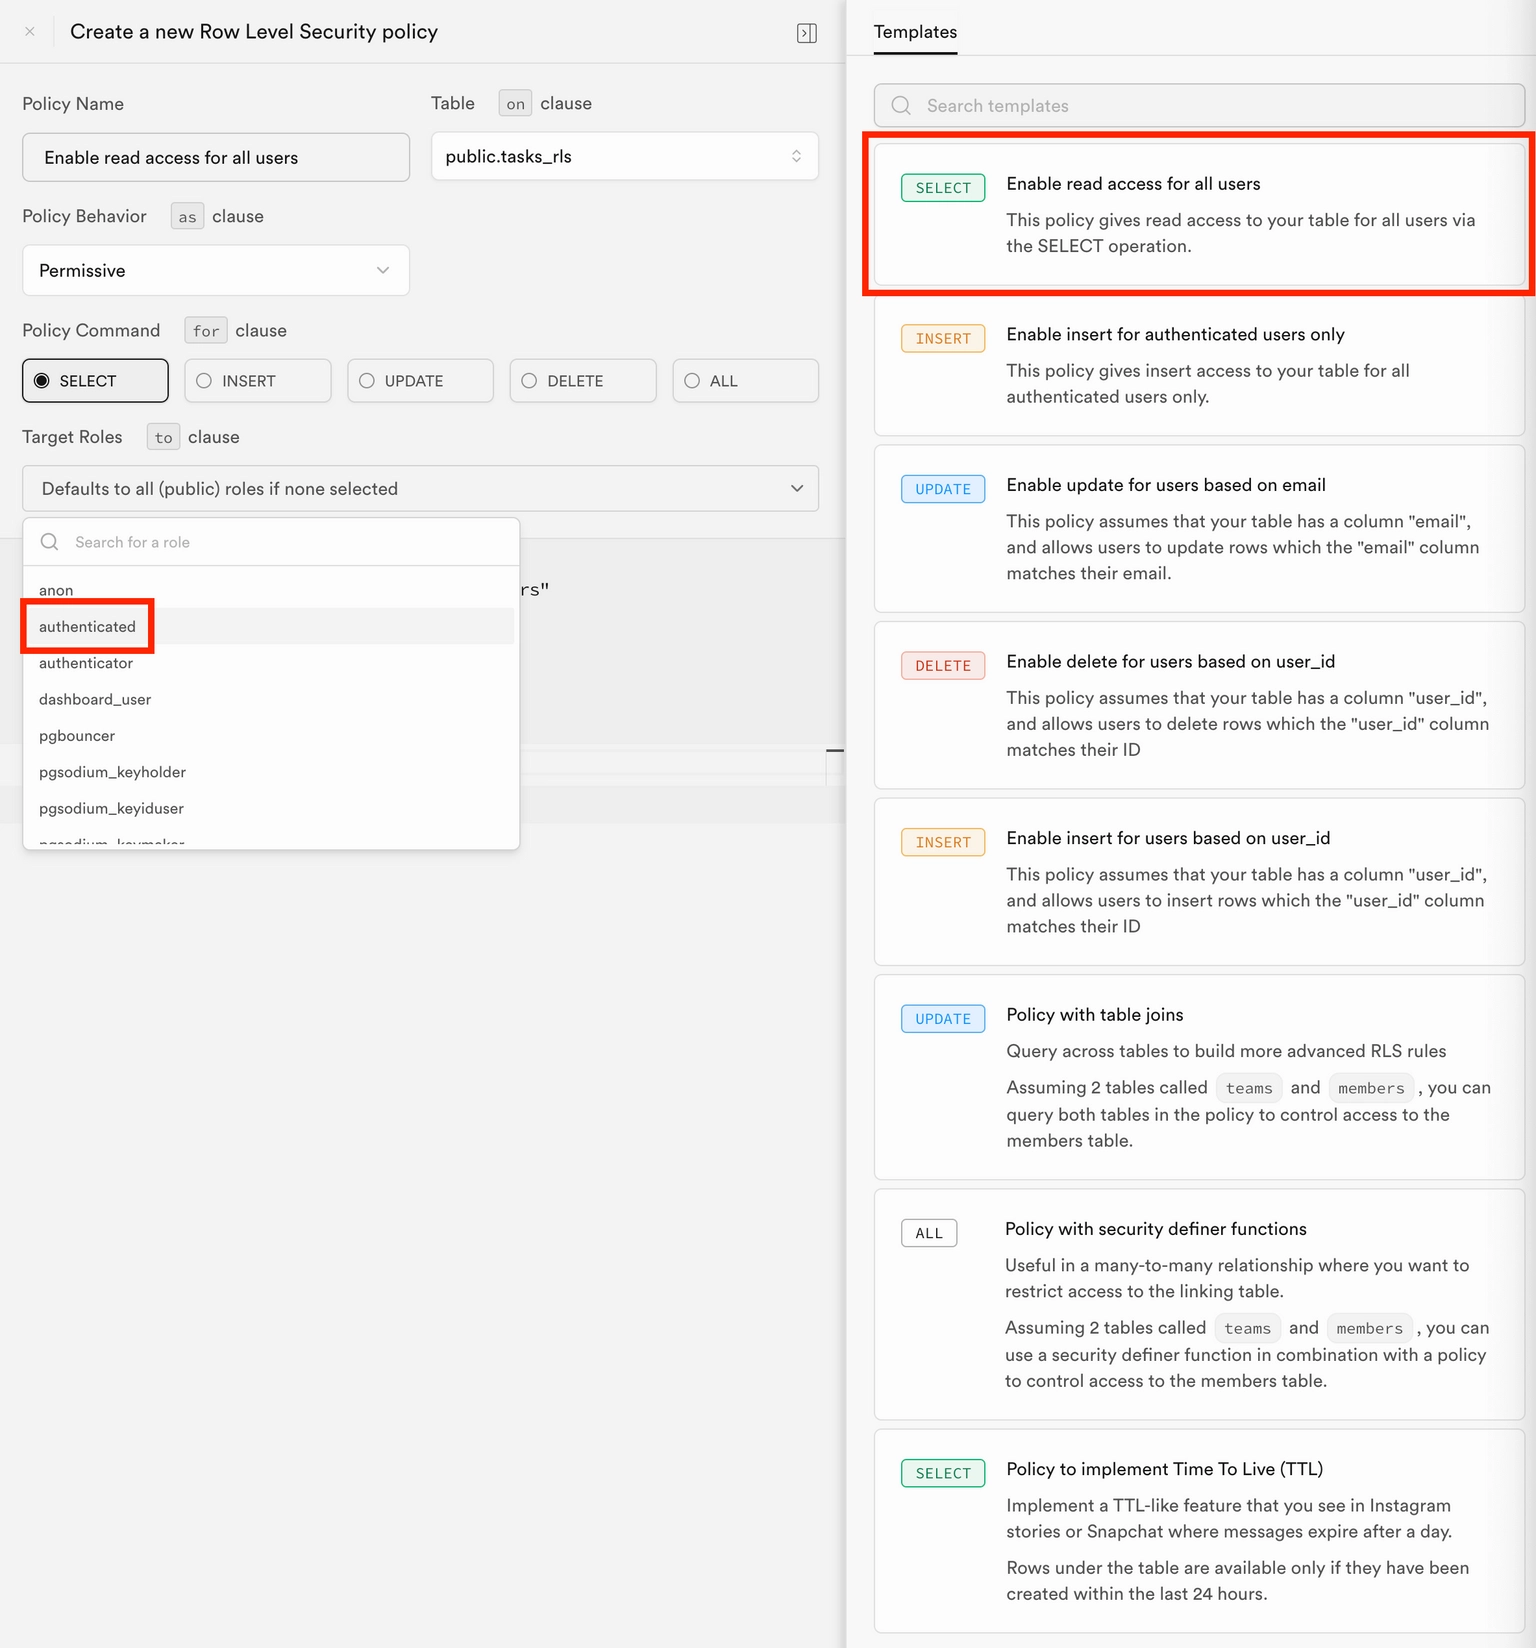 Create a new Row Level Security policy
Policy Name
Table on clause
Enable read access for all users
public.tasks_rls
Policy Behavior as clause
Permissive
Policy Command for clause
SELECT
INSERT
UPDATE
DELETE
ALL
Target Roles to clause
Defaults to all (public) roles if none selected
Search for a role
anon
rs"
authenticated
authenticator
dashboard_user
pgbouncer
pgsodium_keyholder
pgsodium_keyiduser
pgsodium_keymaker
Templates
Search templates
SELECT
Enable read access for all users
This policy gives read access to your table for all users via
the SELECT operation.
INSERT
Enable insert for authenticated users only
This policy gives insert access to your table for all
authenticated users only.
UPDATE
Enable update for users based on email
This policy assumes that your table has a column "email",
and allows users to update rows which the "email" column
matches their email.
DELETE
Enable delete for users based on user_id
This policy assumes that your table has a column "user_id",
and allows users to delete rows which the "user_id" column
matches their ID
INSERT
Enable insert for users based on user_id
This policy assumes that your table has a column "user_id",
and allows users to insert rows which the "user_id" column
matches their ID
UPDATE
Policy with table joins
Query across tables to build more advanced RLS rules
Assuming 2 tables called teams and members , you can
query both tables in the policy to control access to the
members table.
ALL
Policy with security definer functions
Useful in a many-to-many relationship where you want to
restrict access to the linking table.
Assuming 2 tables called teams and members , you can
use a security definer function in combination with a policy
to control access to the members table.
SELECT
Policy to implement Time To Live (TTL)
Implement a TTL-like feature that you see in Instagram
stories or Snapchat where messages expire after a day.
Rows under the table are available only if they have been
created within the last 24 hours.